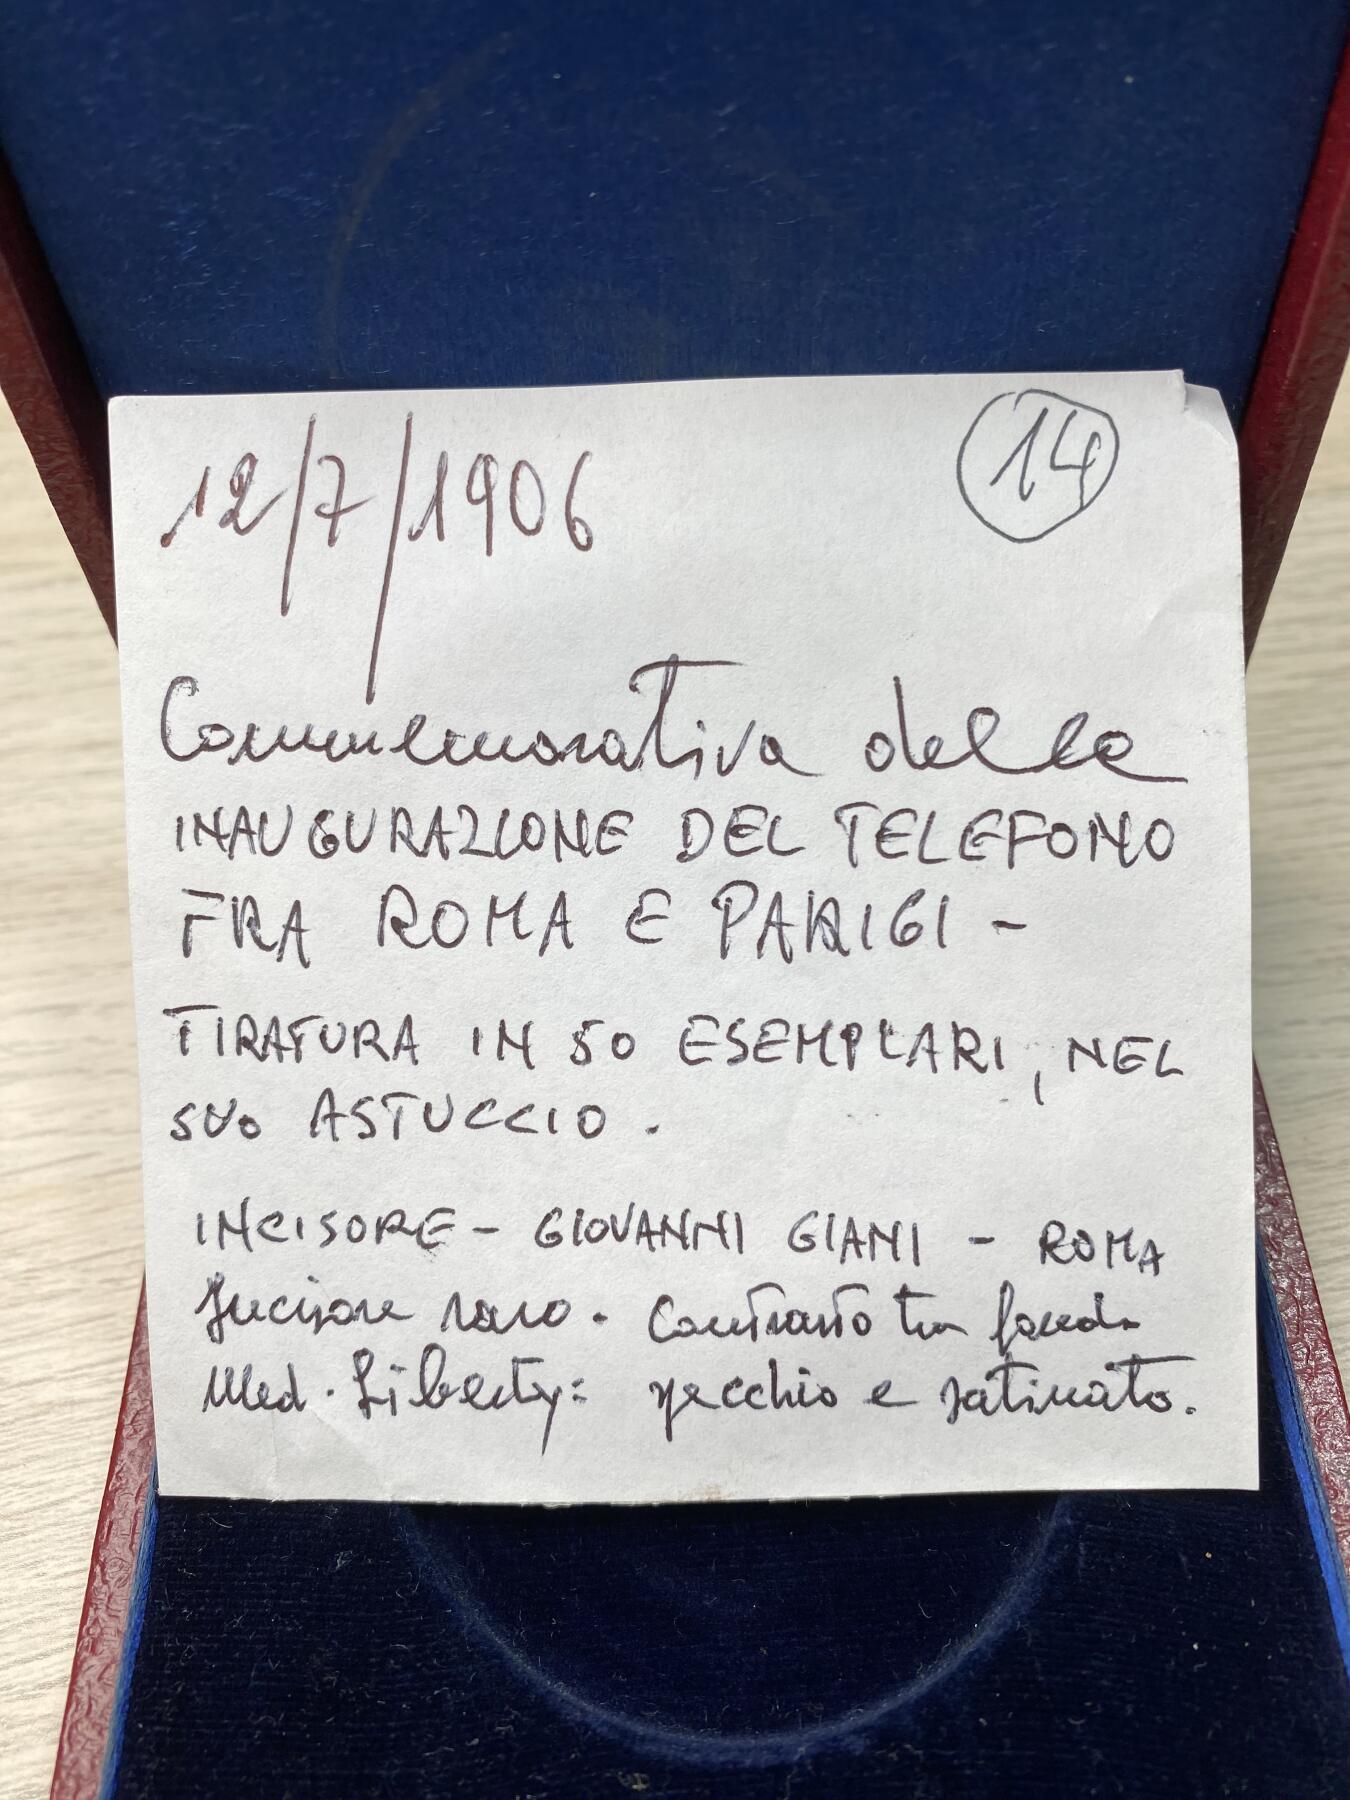 12/7/1906
14
Commemorativa della
INAUGURAZIONE DEL TELEFONO
FRA ROMA E PARIGI -
TIRATURA IN 50 ESEMPLARI, NEL
SUO ASTUCCIO.
INCISORE - GIOVANNI GIANI - ROMA
Incisore raro. Contrasto tra fondo
Med. Liberty: specchio e satinato.